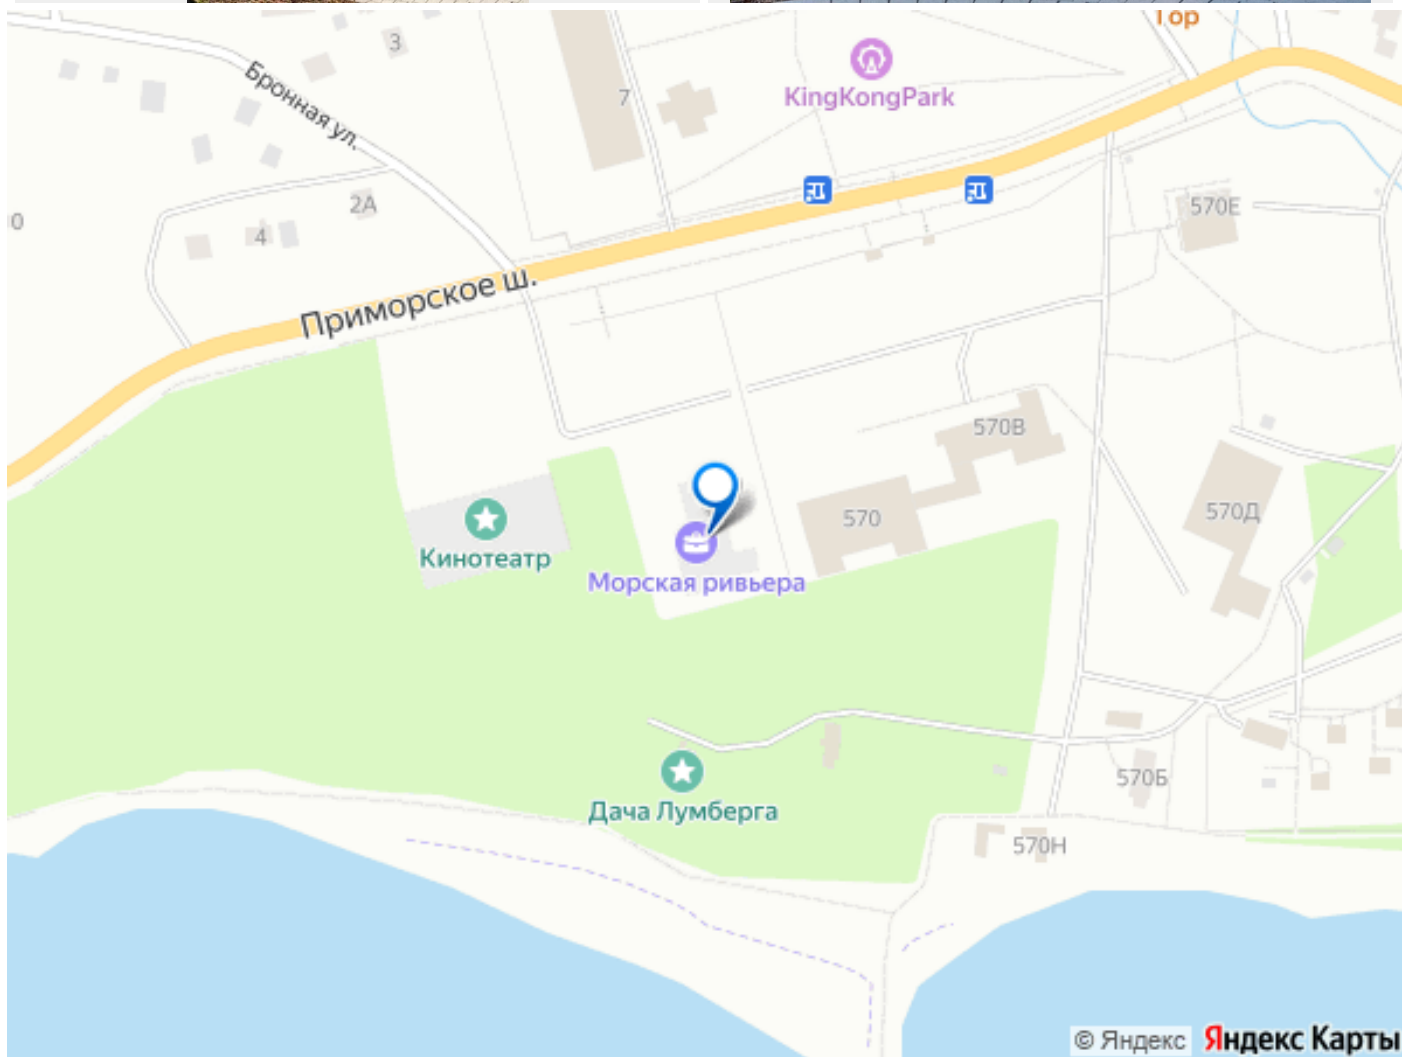 Гор
3
KingKongPark
Бронная ул.
7
2А
570Е
0
4
Приморское ш.
570В
570
570Д
Кинотеатр
Морская ривьера
570Б
Дача Лумберга
570Н
© Яндекс Яндекс Карты